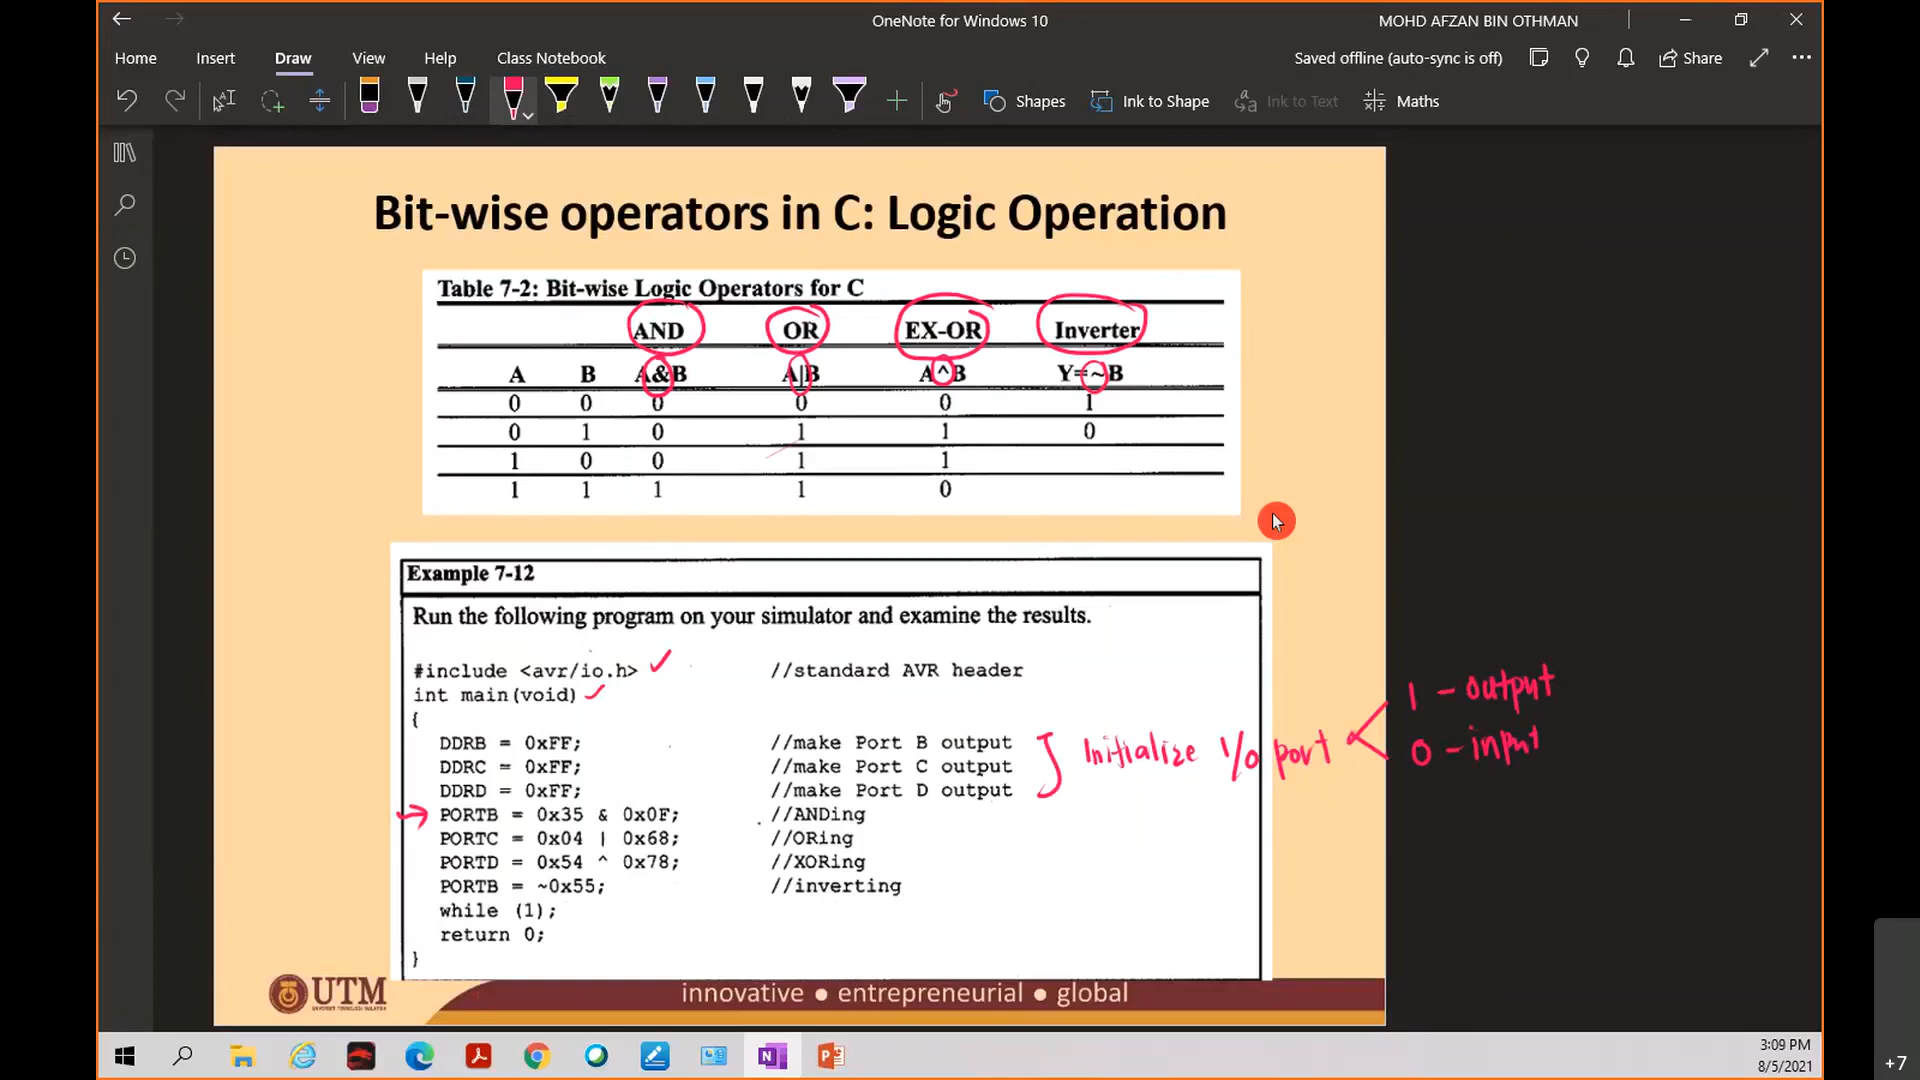 OneNote for Windows 10
MOHD AFZAN BIN OTHMAN
Home Insert Draw View Help Class Notebook
Saved offline (auto-sync is off) Share
Shapes Ink to Shape Ink to Text Maths
Bit-wise operators in C: Logic Operation
Table 7-2: Bit-wise Logic Operators for C
AND OR EX-OR Inverter
A B A&B A|B A^B Y=~B
0 0 0 0 0 1
0 1 0 1 1 0
1 0 0 1 1
1 1 1 1 0
Example 7-12
Run the following program on your simulator and examine the results.
#include <avr/io.h> //standard AVR header
int main(void)
{
DDRB = 0xFF; //make Port B output
DDRC = 0xFF; //make Port C output
DDRD = 0xFF; //make Port D output
Initialize I/O port
1 - output
0 - input
PORTB = 0x35 & 0x0F; //ANDing
PORTC = 0x04 | 0x68; //ORing
PORTD = 0x54 ^ 0x78; //XORing
PORTB = ~0x55; //inverting
while (1);
return 0;
}
UTM
UNIVERSITI TEKNOLOGI MALAYSIA
innovative ● entrepreneurial ● global
3:09 PM
8/5/2021
+7